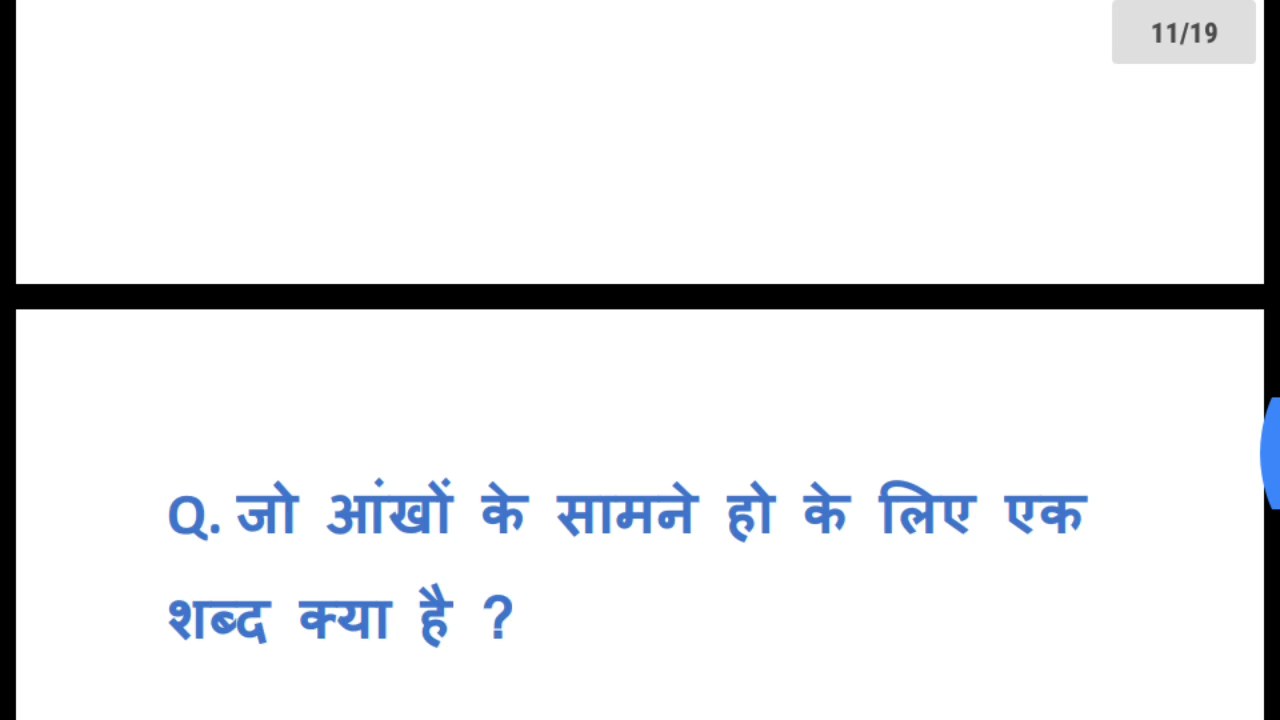 11/19
Q. जो आंखों के सामने हो के लिए एक
शब्द क्या है ?